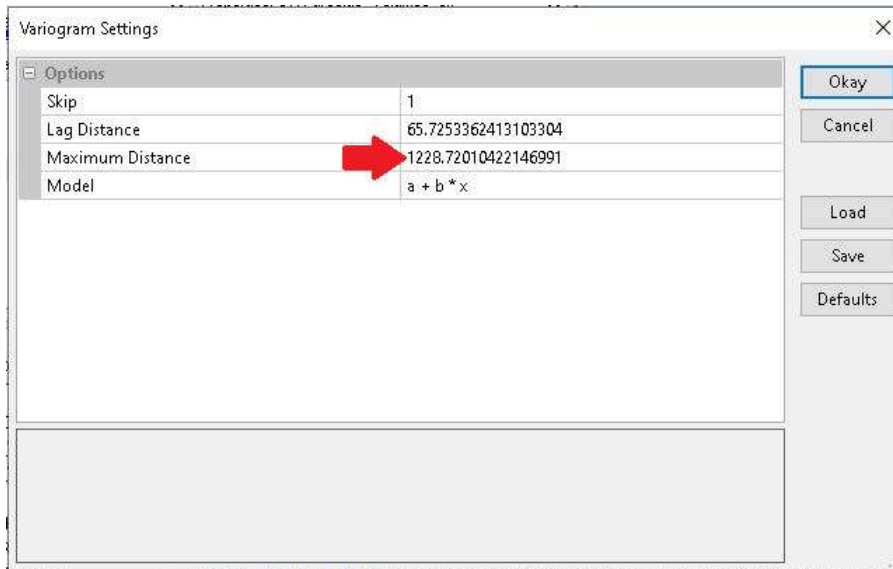 Variogram Settings
Options
Skip 1
Lag Distance 65.7253362413103304
Maximum Distance 1228.72010422146991
Model a + b * x
Okay
Cancel
Load
Save
Defaults